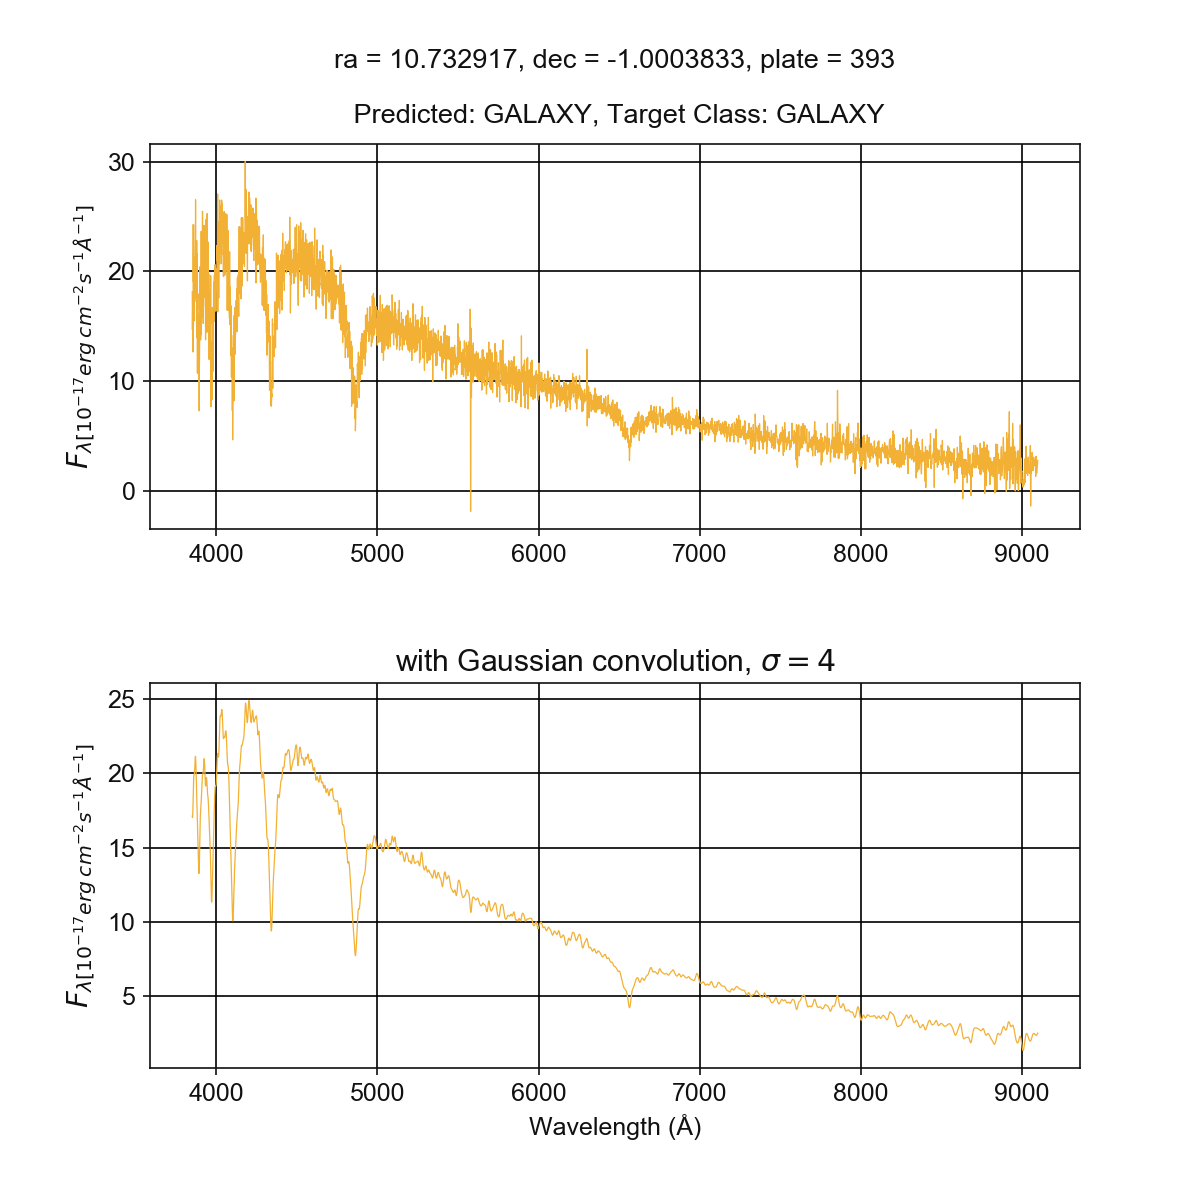 ra = 10.732917, dec = -1.0003833, plate = 393
Predicted: GALAXY, Target Class: GALAXY
30
20
10
0
F_λ[10⁻¹⁷erg cm⁻²s⁻¹Å⁻¹]
4000 5000 6000 7000 8000 9000
with Gaussian convolution, σ = 4
25
20
15
10
5
F_λ[10⁻¹⁷erg cm⁻²s⁻¹Å⁻¹]
4000 5000 6000 7000 8000 9000
Wavelength (Å)